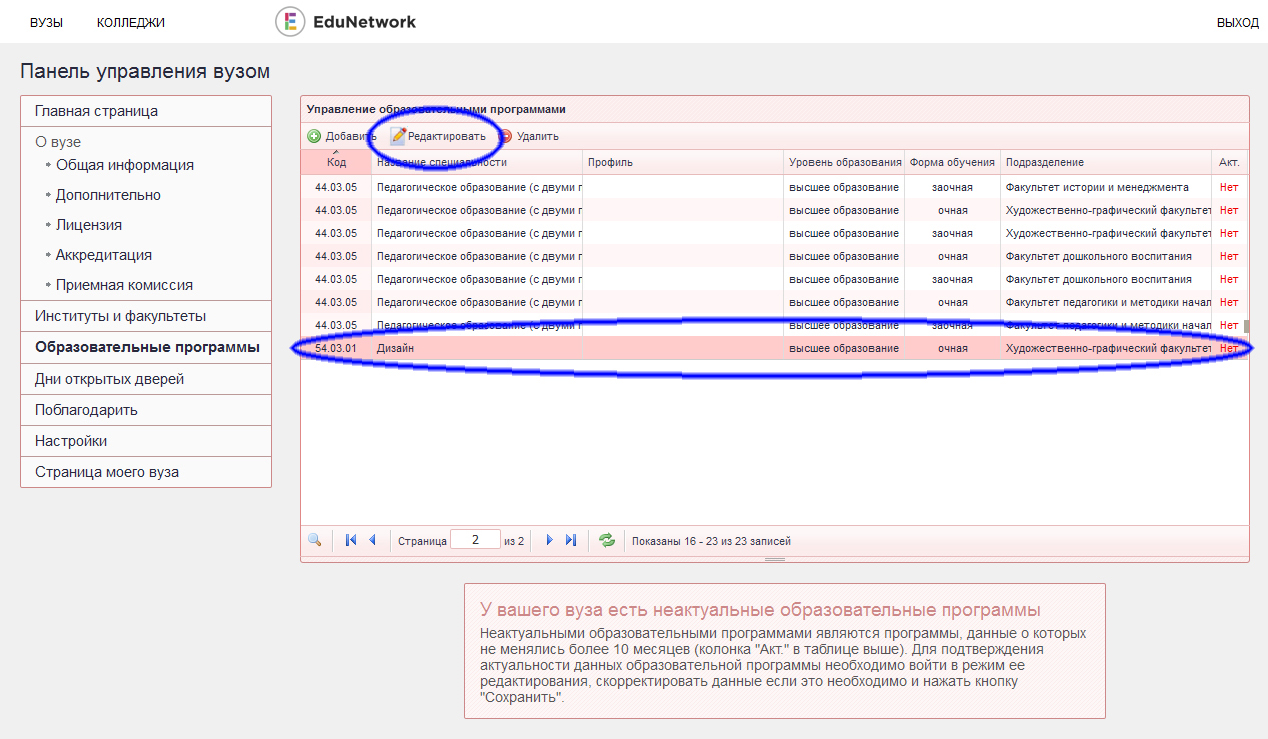 ВУЗЫ КОЛЛЕДЖИ EduNetwork ВЫХОД
Панель управления вузом
Главная страница
О вузе
Общая информация
Дополнительно
Лицензия
Аккредитация
Приемная комиссия
Институты и факультеты
Образовательные программы
Дни открытых дверей
Поблагодарить
Настройки
Страница моего вуза
Управление образовательными программами
Добавить Редактировать Удалить
Код Название специальности Профиль Уровень образования Форма обучения Подразделение Акт.
44.03.05 Педагогическое образование (с двумя г высшее образование заочная Факультет истории и менеджмента Нет
44.03.05 Педагогическое образование (с двумя г высшее образование очная Художественно-графический факультет Нет
44.03.05 Педагогическое образование (с двумя г высшее образование заочная Художественно-графический факультет Нет
44.03.05 Педагогическое образование (с двумя г высшее образование очная Факультет дошкольного воспитания Нет
44.03.05 Педагогическое образование (с двумя г высшее образование заочная Факультет дошкольного воспитания Нет
44.03.05 Педагогическое образование (с двумя г высшее образование очная Факультет педагогики и методики начал Нет
44.03.05 Педагогическое образование (с двумя г высшее образование заочная Факультет педагогики и методики начал Нет
54.03.01 Дизайн высшее образование очная Художественно-графический факультет Нет
Страница 2 из 2 Показаны 16 - 23 из 23 записей
У вашего вуза есть неактуальные образовательные программы
Неактуальными образовательными программами являются программы, данные о которых
не менялись более 10 месяцев (колонка "Акт." в таблице выше). Для подтверждения
актуальности данных образовательной программы необходимо войти в режим ее
редактирования, скорректировать данные если это необходимо и нажать кнопку
"Сохранить".